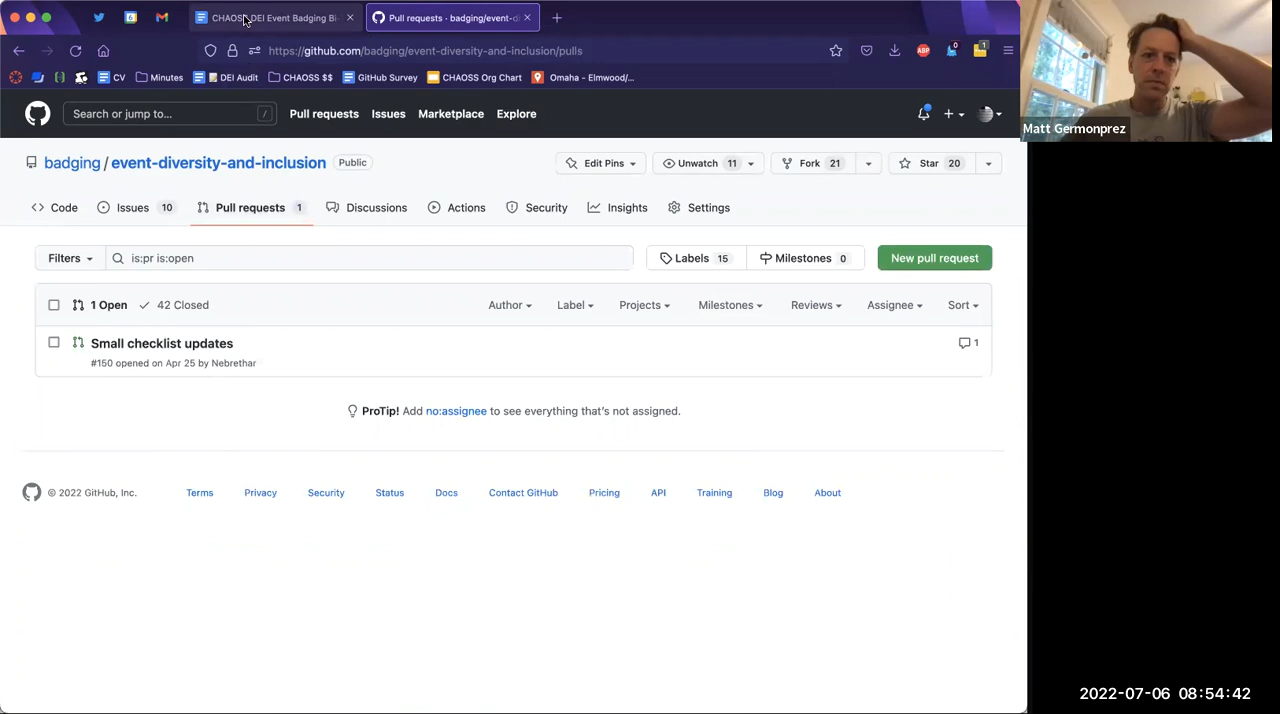 CHAOSS DEI Event Badging Bi-
Pull requests · badging/event-di
https://github.com/badging/event-diversity-and-inclusion/pulls
ABP
0
1
CV
Minutes
DEI Audit
CHAOSS $$
GitHub Survey
CHAOSS Org Chart
Omaha - Elmwood/...
Matt Germonprez
Search or jump to...
/
Pull requests
Issues
Marketplace
Explore
badging / event-diversity-and-inclusion
Public
Edit Pins
Unwatch 11
Fork 21
Star 20
Code
Issues 10
Pull requests 1
Discussions
Actions
Security
Insights
Settings
Filters
is:pr is:open
Labels 15
Milestones 0
New pull request
1 Open
42 Closed
Author
Label
Projects
Milestones
Reviews
Assignee
Sort
Small checklist updates
1
#150 opened on Apr 25 by Nebrethar
ProTip! Add no:assignee to see everything that's not assigned.
© 2022 GitHub, Inc.
Terms
Privacy
Security
Status
Docs
Contact GitHub
Pricing
API
Training
Blog
About
2022-07-06 08:54:42